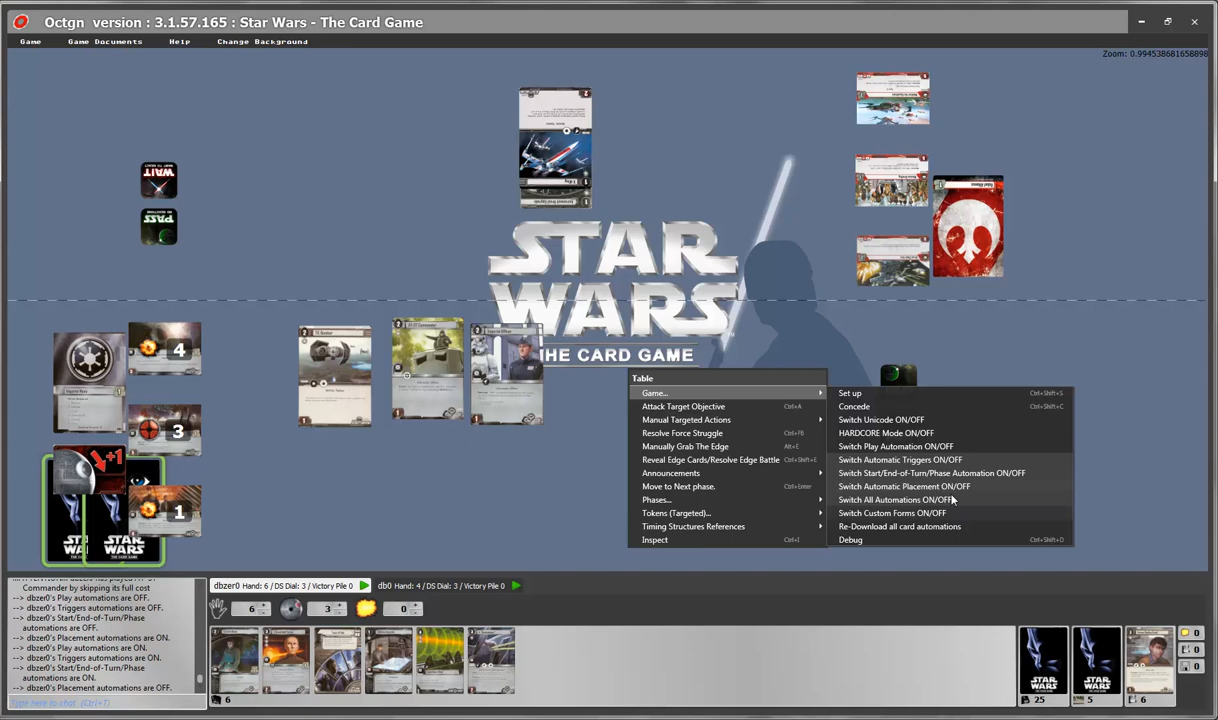 Octgn version : 3.1.57.165 : Star Wars - The Card Game
Game Game Documents Help Change Background
Zoom: 0.994538681658898
WAIT
PASS
STAR
WARS
THE CARD GAME
4
3
+1
1
STAR
WARS
STAR
WARS
Table
Game...
Attack Target Objective Ctrl+A
Manual Targeted Actions
Resolve Force Struggle Ctrl+F8
Manually Grab The Edge Alt+E
Reveal Edge Cards/Resolve Edge Battle Ctrl+Shift+E
Announcements
Move to Next phase. Ctrl+Enter
Phases...
Tokens (Targeted)...
Timing Structures References
Inspect Ctrl+I
Set up Ctrl+Shift+S
Concede Ctrl+Shift+C
Switch Unicode ON/OFF
HARDCORE Mode ON/OFF
Switch Play Automation ON/OFF
Switch Automatic Triggers ON/OFF
Switch Start/End-of-Turn/Phase Automation ON/OFF
Switch Automatic Placement ON/OFF
Switch All Automations ON/OFF
Switch Custom Forms ON/OFF
Re-Download all card automations
Debug Ctrl+Shift+D
Commander by skipping its full cost
--> dbzer0's Play automations are OFF.
--> dbzer0's Triggers automations are OFF.
--> dbzer0's Start/End-of-Turn/Phase
automations are OFF.
--> dbzer0's Placement automations are ON.
--> dbzer0's Play automations are ON.
--> dbzer0's Triggers automations are ON.
--> dbzer0's Start/End-of-Turn/Phase
automations are ON.
--> dbzer0's Placement automations are OFF.
Type here to chat (Ctrl+T)
dbzer0 Hand: 6 / DS Dial: 3 / Victory Pile 0
db0 Hand: 4 / DS Dial: 3 / Victory Pile 0
6
3
0
6
STAR
WARS
25
STAR
WARS
5
6
0
0
0